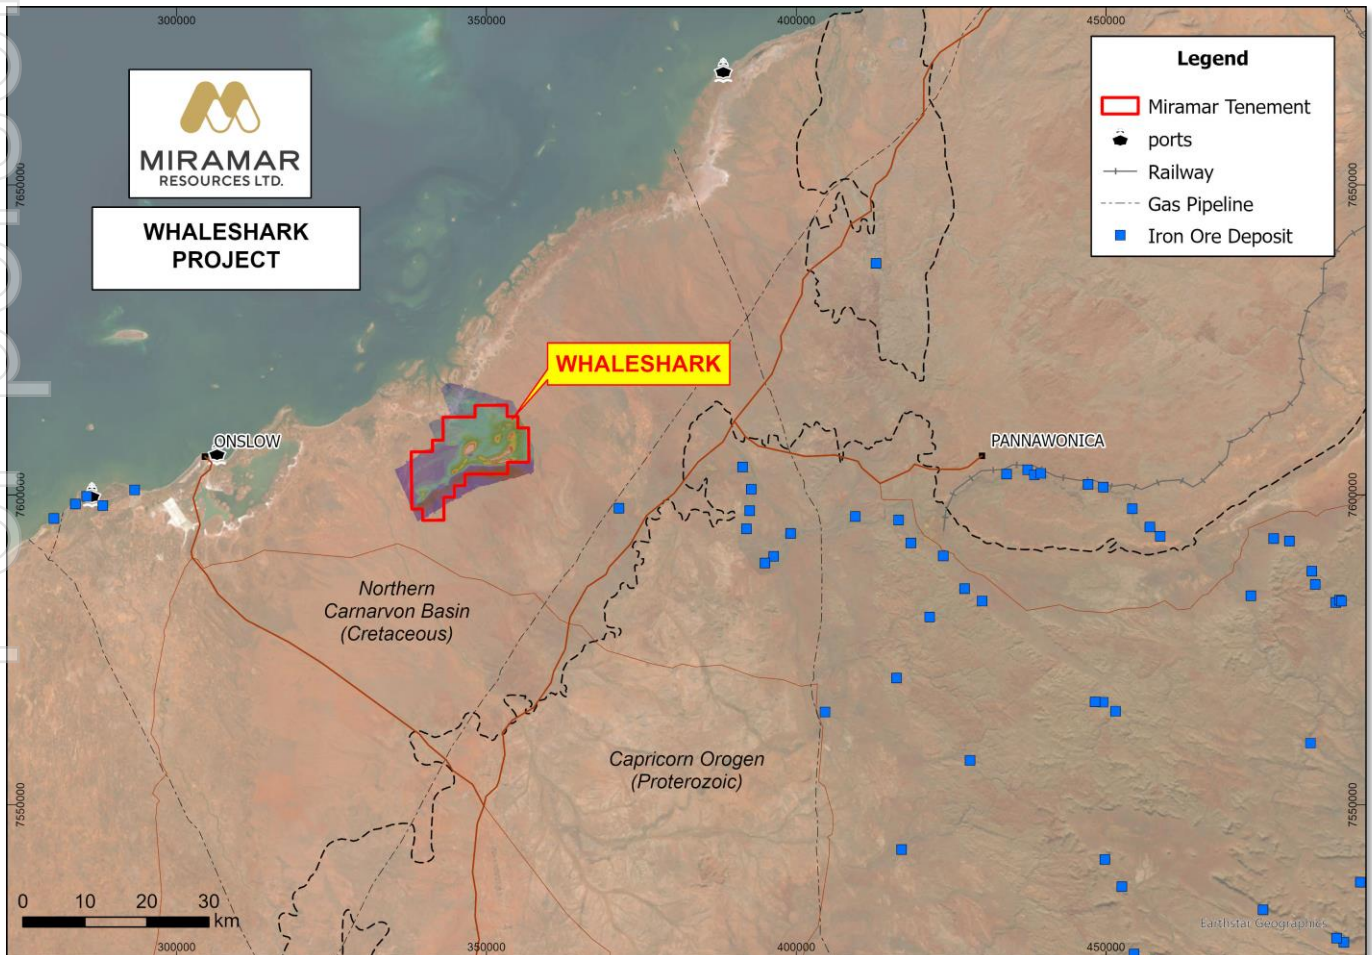 300000
350000
400000
450000
Legend
Miramar Tenement
ports
Railway
Gas Pipeline
Iron Ore Deposit
MIRAMAR
RESOURCES LTD.
WHALESHARK
PROJECT
7650000
7650000
WHALESHARK
ONSLOW
PANNAWONICA
7600000
7600000
Northern
Carnarvon Basin
(Cretaceous)
Capricorn Orogen
(Proterozoic)
7550000
7550000
0 10 20 30
km
Earthstar Geographics
300000
350000
400000
450000